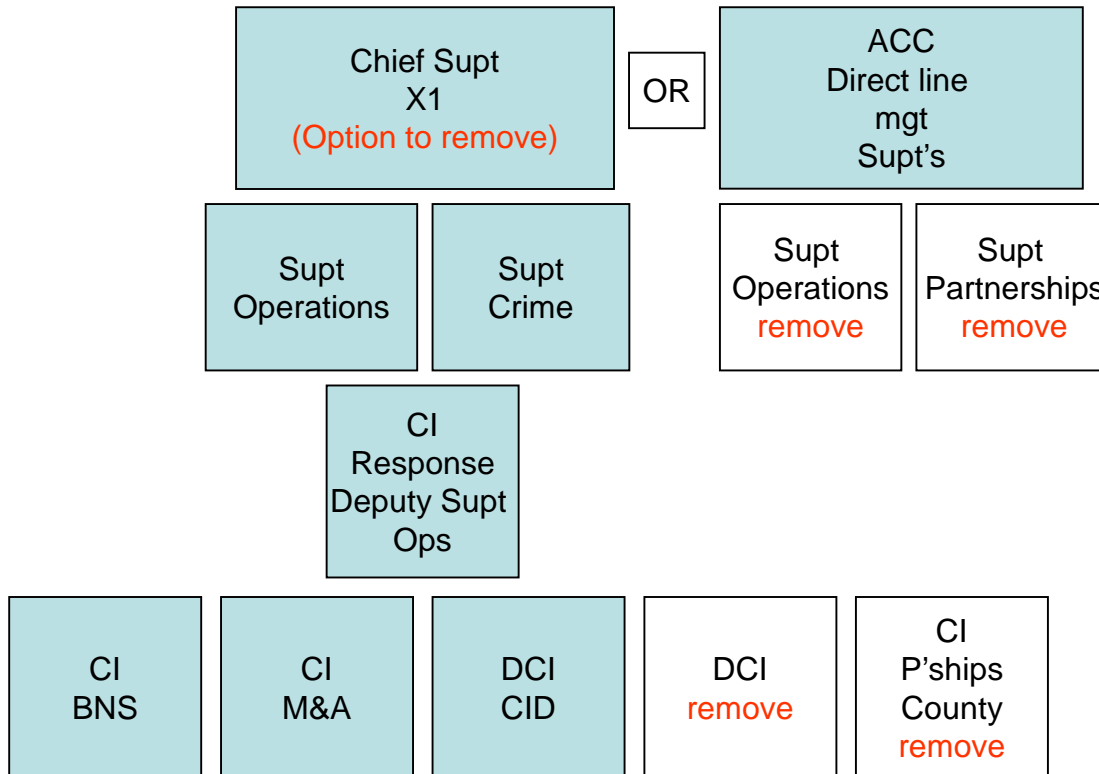 Chief Supt
X1
(Option to remove)
OR
ACC
Direct line
mgt
Supt's
Supt
Operations
Supt
Crime
Supt
Operations
remove
Supt
Partnerships
remove
CI
Response
Deputy Supt
Ops
CI
BNS
CI
M&A
DCI
CID
DCI
remove
CI
P'ships
County
remove